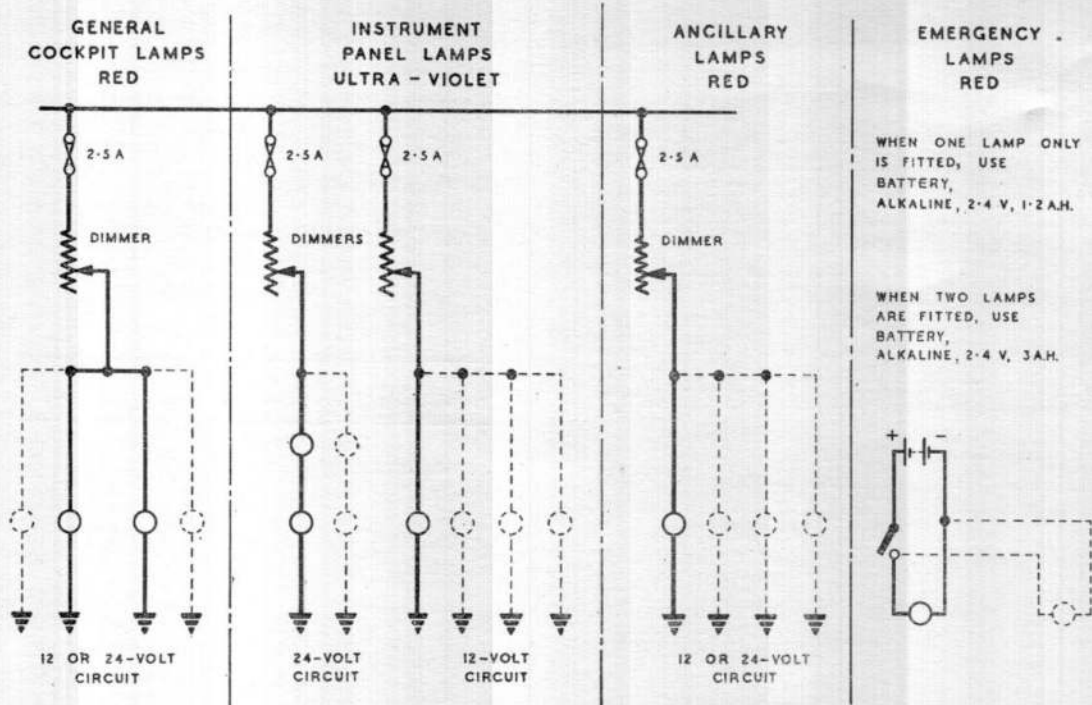 GENERAL
COCKPIT LAMPS
RED
INSTRUMENT
PANEL LAMPS
ULTRA - VIOLET
ANCILLARY
LAMPS
RED
EMERGENCY
LAMPS
RED
2·5 A
2·5 A
2·5 A
2·5 A
DIMMER
DIMMERS
DIMMER
WHEN ONE LAMP ONLY
IS FITTED, USE
BATTERY,
ALKALINE, 2·4 V, 1·2 A.H.
WHEN TWO LAMPS
ARE FITTED, USE
BATTERY,
ALKALINE, 2·4 V, 3 A.H.
+ −
12 OR 24-VOLT
CIRCUIT
24-VOLT
CIRCUIT
12-VOLT
CIRCUIT
12 OR 24-VOLT
CIRCUIT